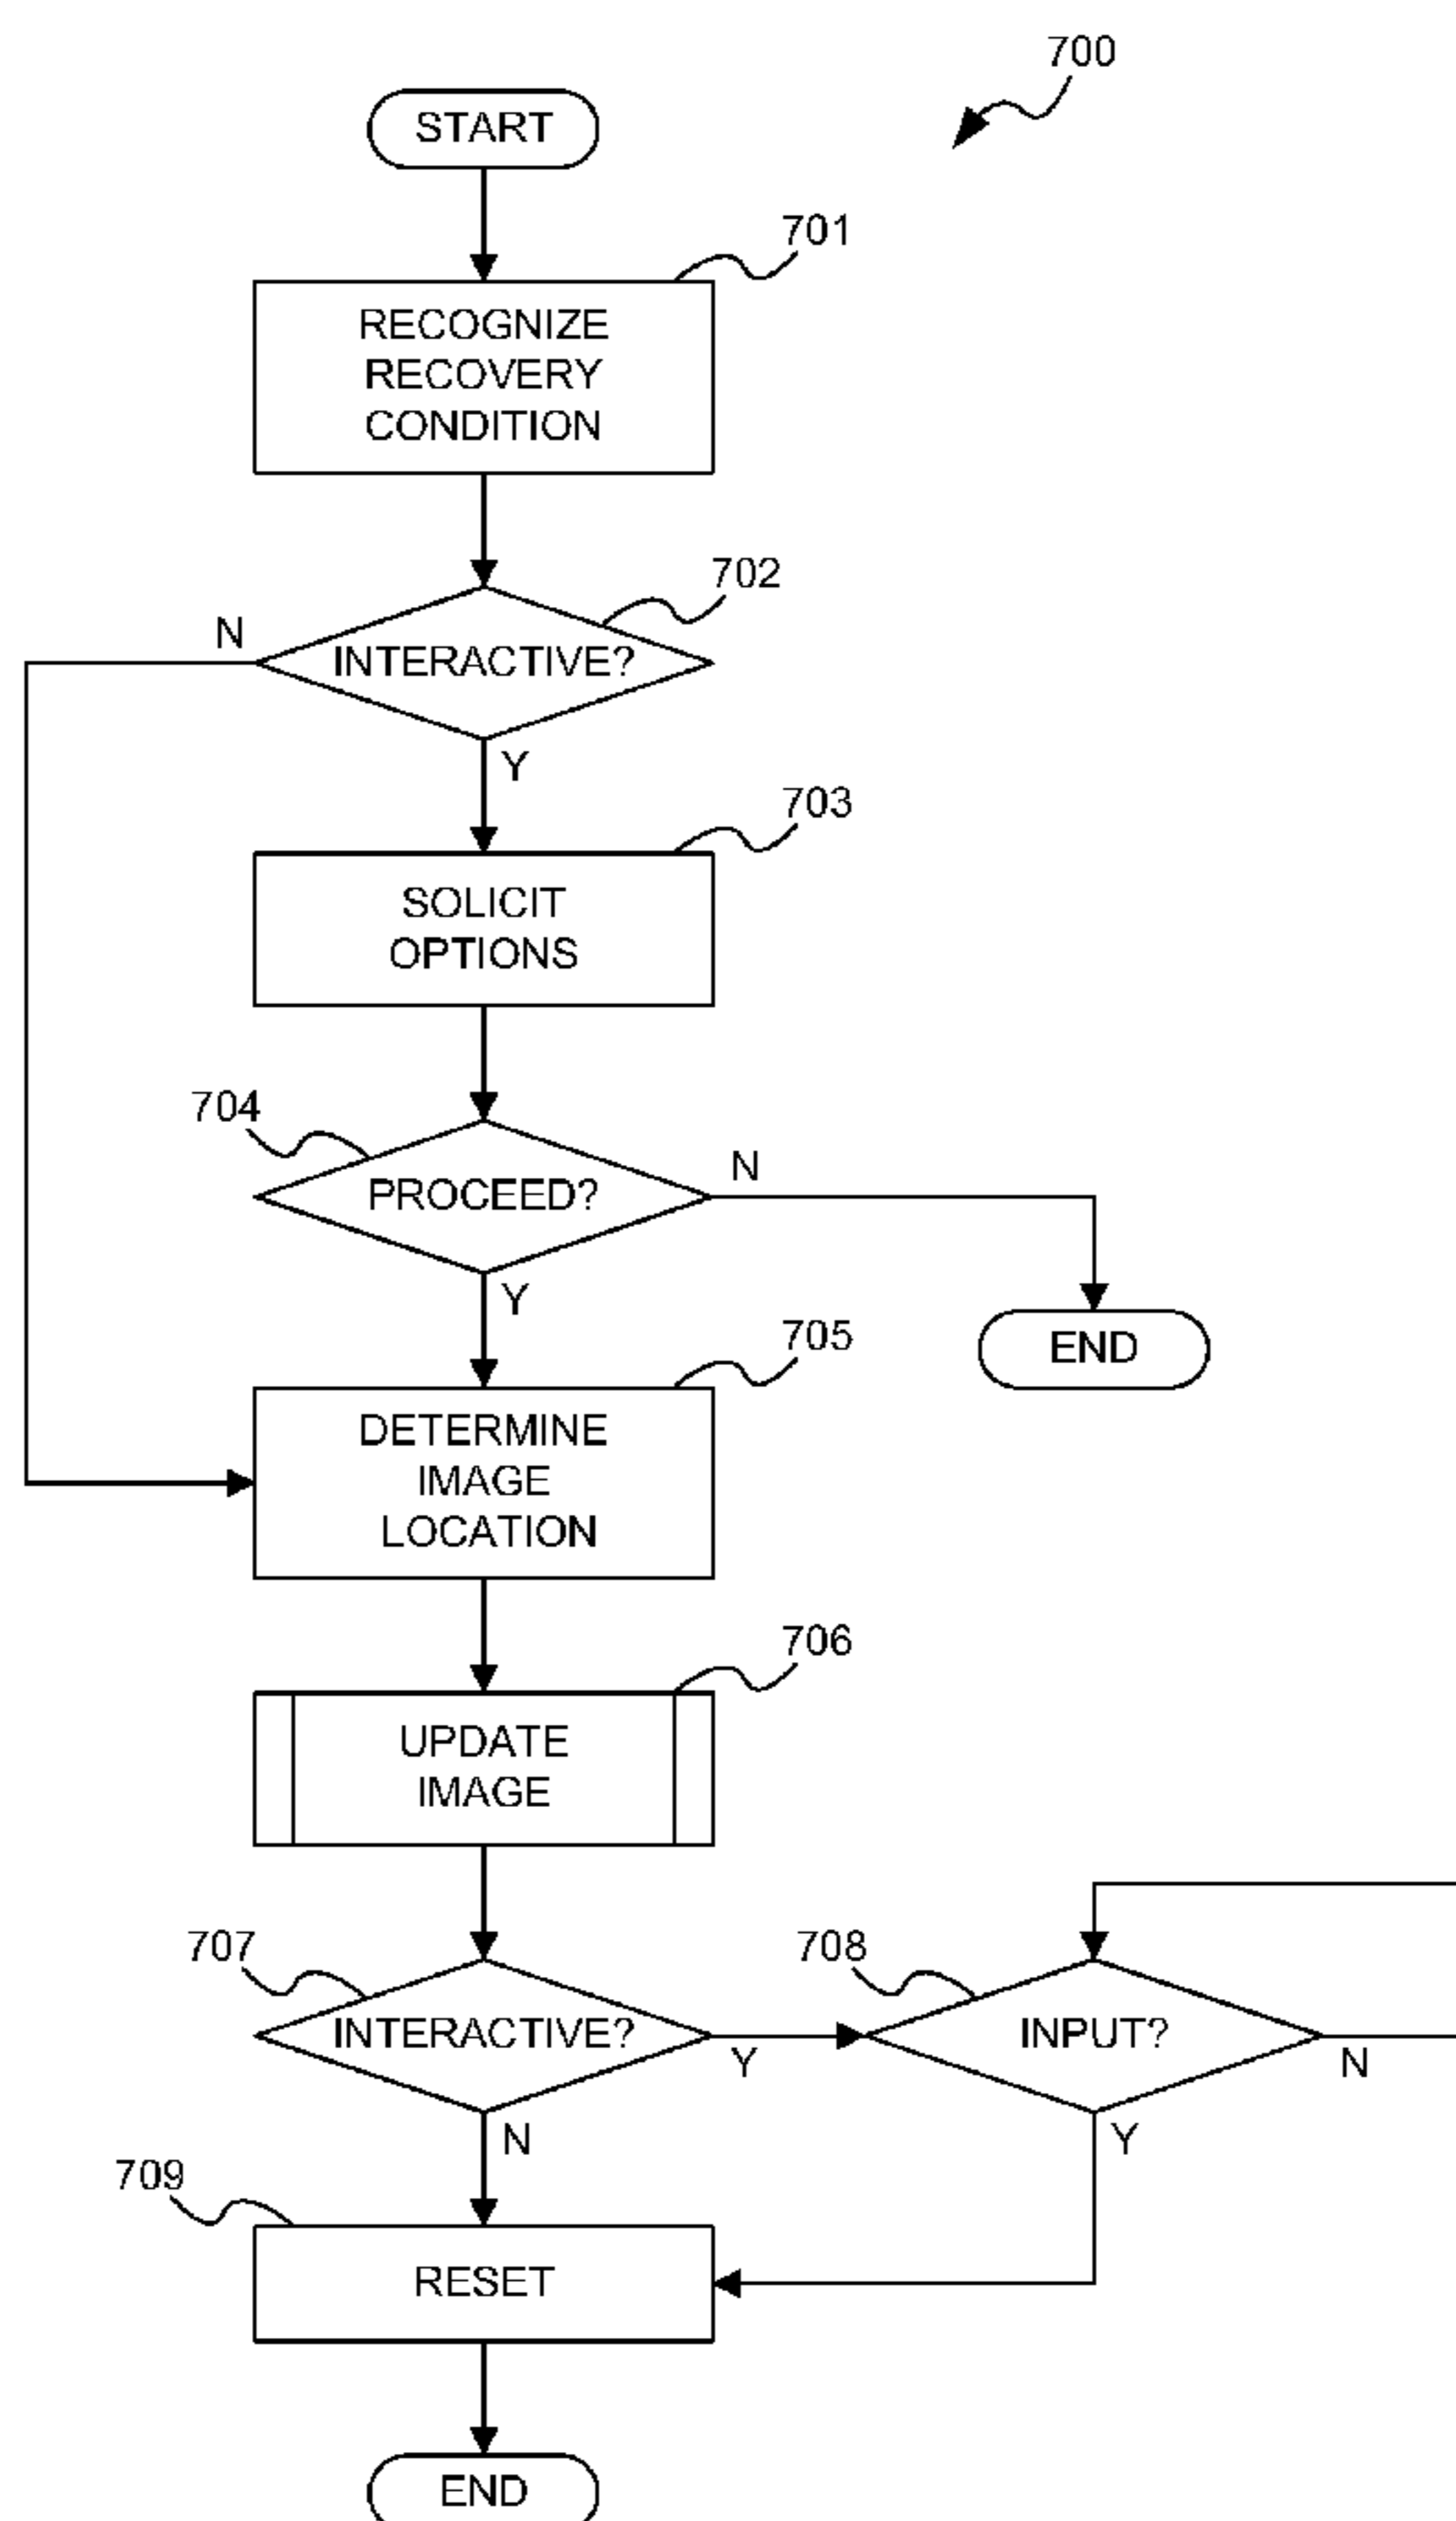 700
START
701
RECOGNIZE
RECOVERY
CONDITION
702
N
INTERACTIVE?
Y
703
SOLICIT
OPTIONS
704
N
PROCEED?
Y
705
END
DETERMINE
IMAGE
LOCATION
706
UPDATE
IMAGE
707
708
INTERACTIVE?
INPUT?
Y
N
N
Y
709
RESET
END